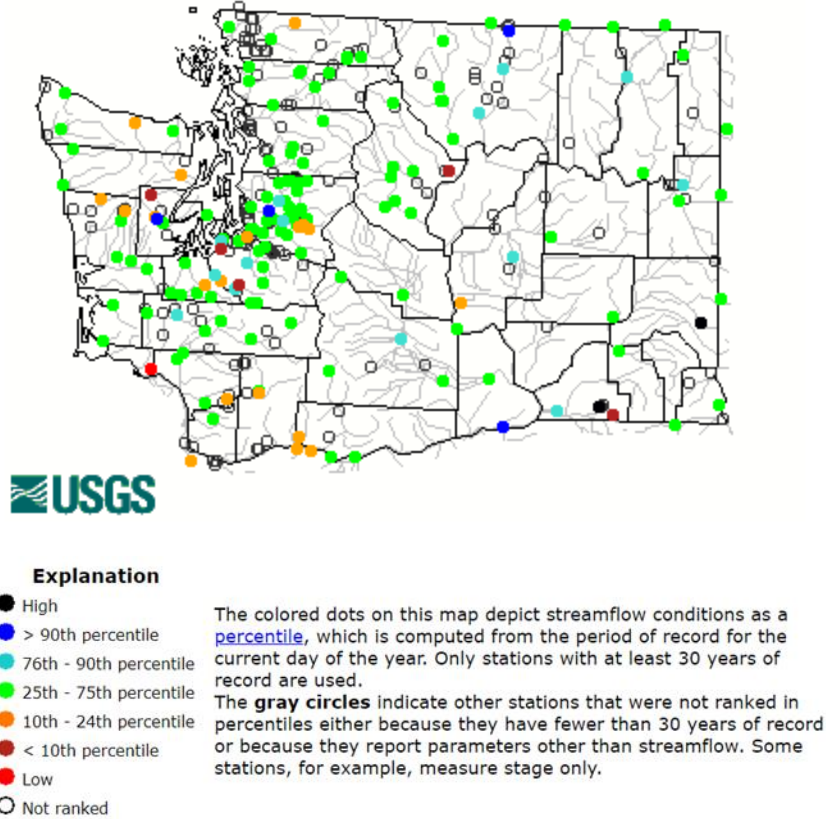 USGS
Explanation
High
> 90th percentile
76th - 90th percentile
25th - 75th percentile
10th - 24th percentile
< 10th percentile
Low
Not ranked
The colored dots on this map depict streamflow conditions as a
percentile, which is computed from the period of record for the
current day of the year. Only stations with at least 30 years of
record are used.
The gray circles indicate other stations that were not ranked in
percentiles either because they have fewer than 30 years of record
or because they report parameters other than streamflow. Some
stations, for example, measure stage only.